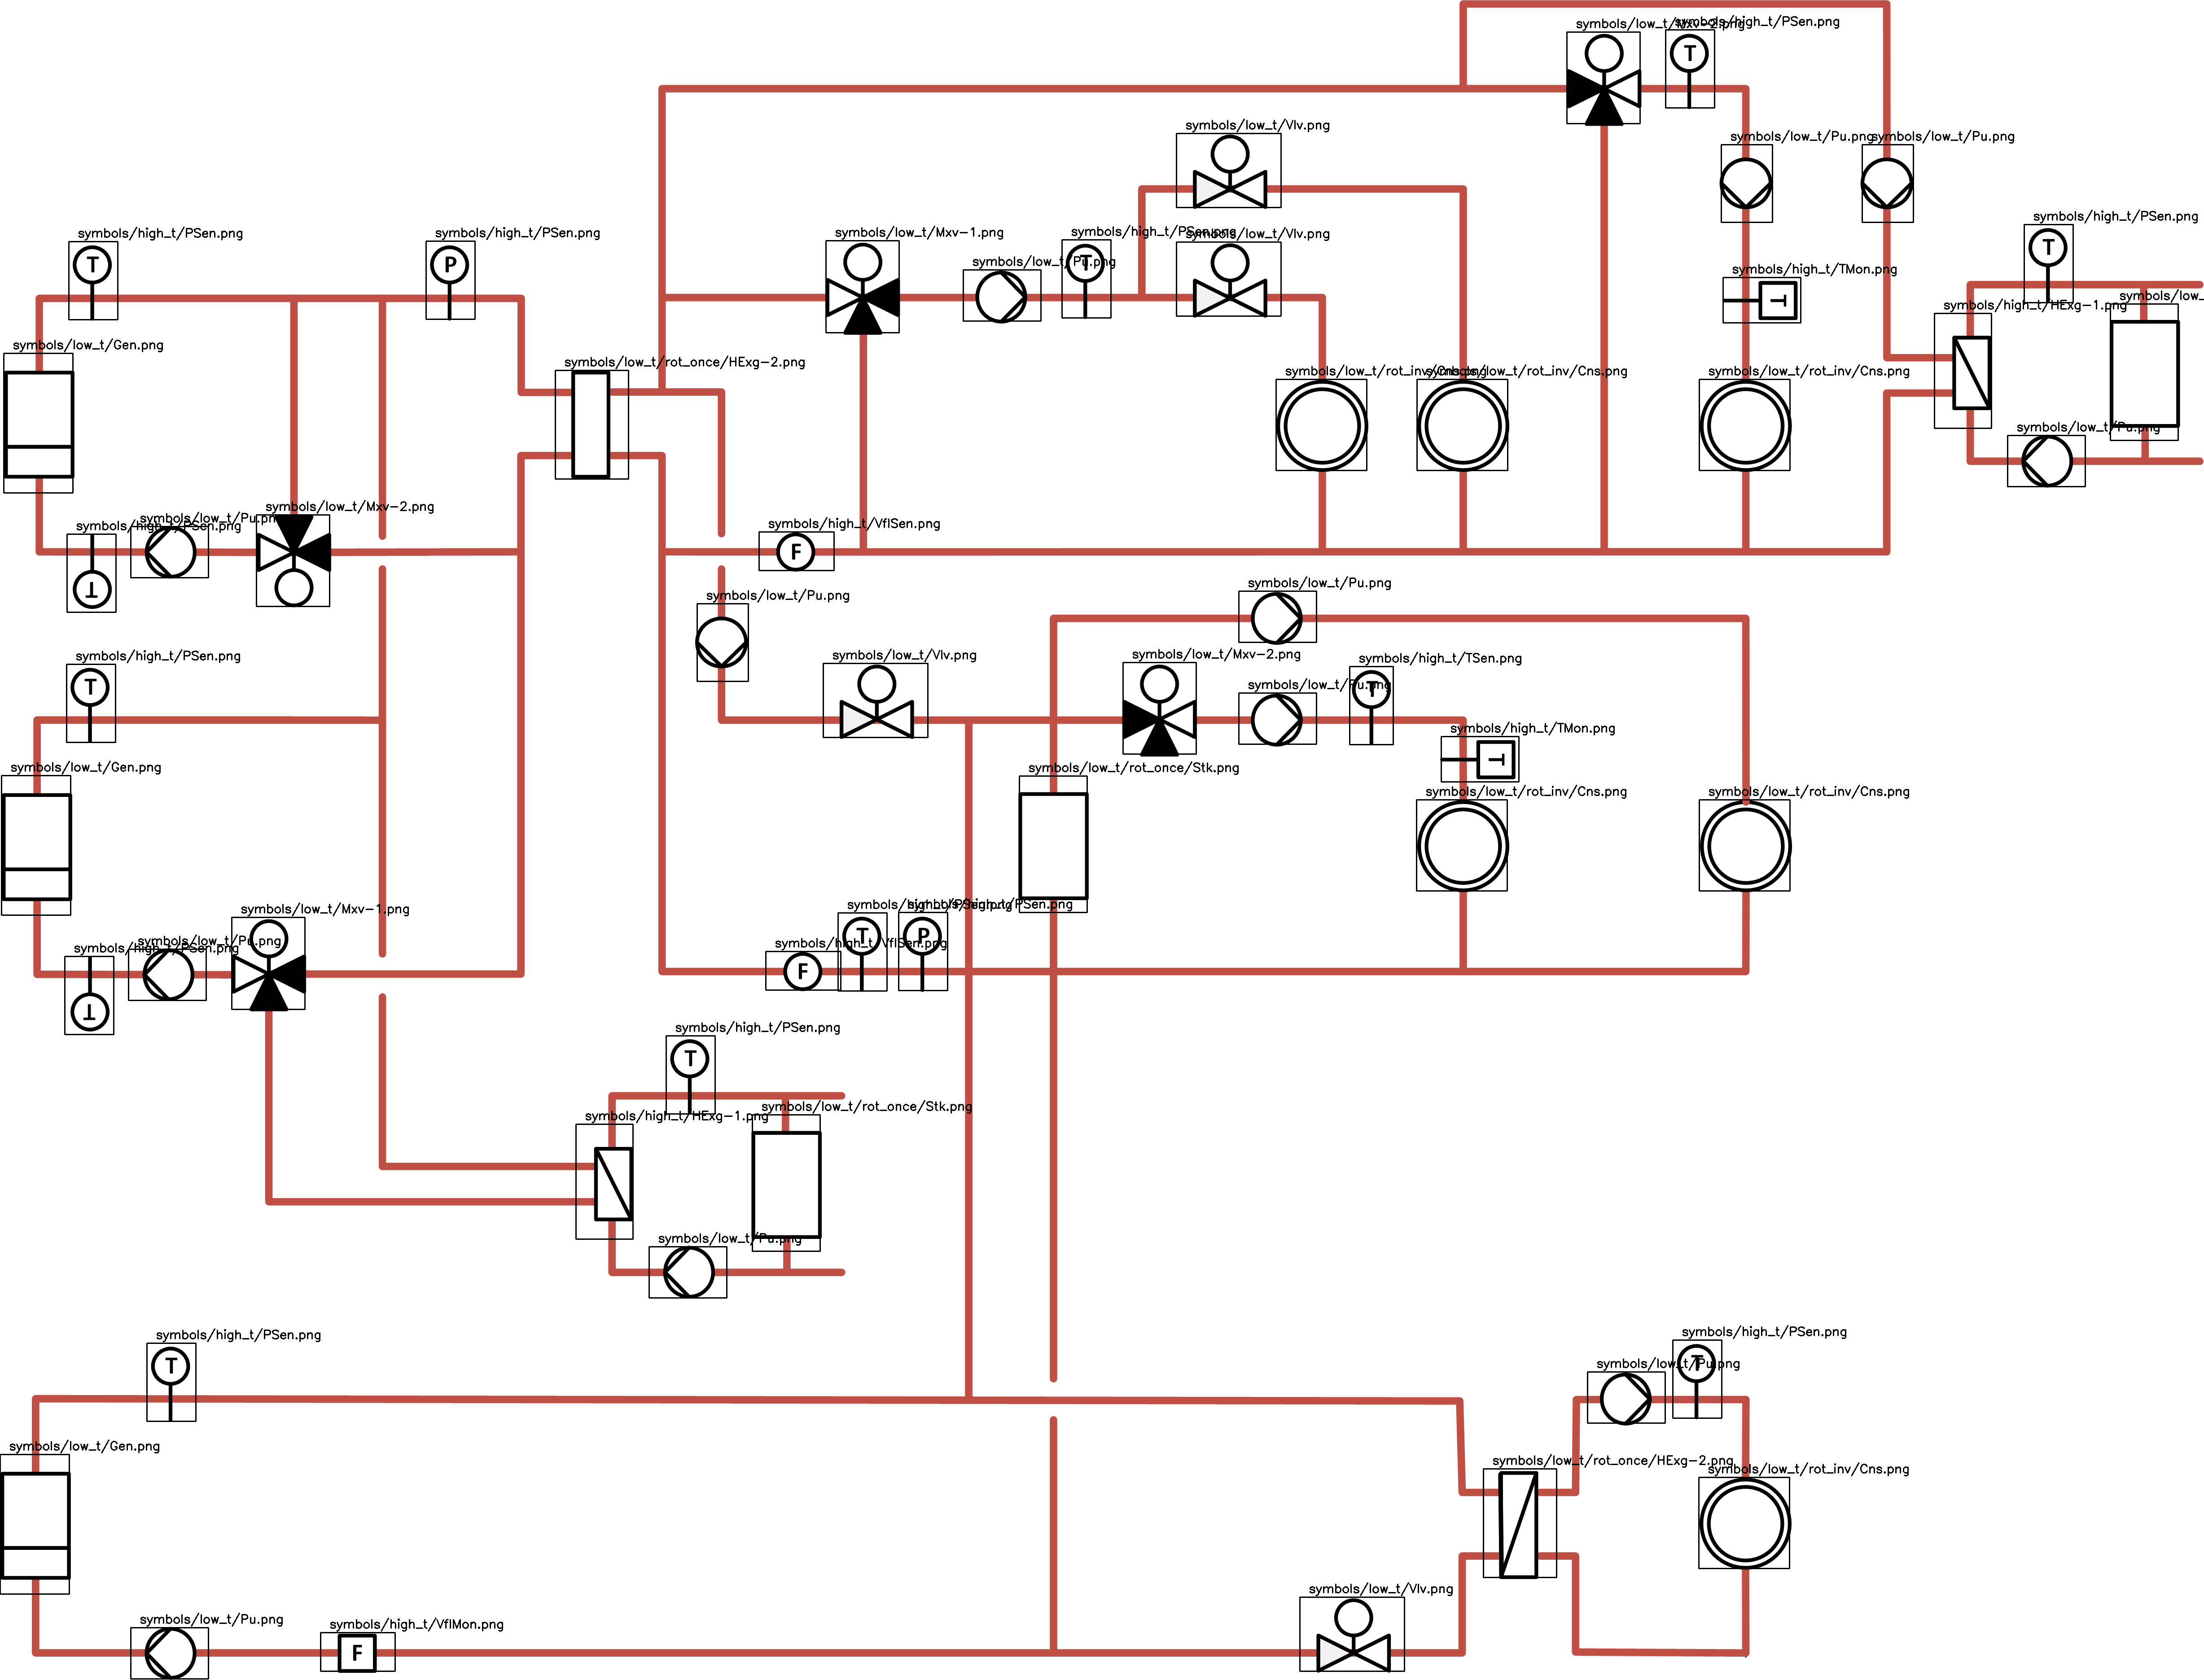 symbols/low_t/Mxv-2.png
symbols/high_t/PSen.png
T
symbols/low_t/Vlv.png
symbols/low_t/Pu.png
symbols/low_t/Pu.png
symbols/high_t/PSen.png
T
symbols/high_t/PSen.png
P
symbols/low_t/Mxv-1.png
symbols/high_t/PSen.png
T
symbols/low_t/Vlv.png
symbols/high_t/PSen.png
T
symbols/low_t/Pu.png
symbols/high_t/TMon.png
T
symbols/low_
symbols/high_t/HExg-1.png
symbols/low_t/Gen.png
symbols/low_t/rot_once/HExg-2.png
symbols/low_t/rot_inv/Cns.png
symbols/low_t/rot_inv/Cns.png
symbols/low_t/rot_inv/Cns.png
symbols/low_t/Pu.png
symbols/low_t/Mxv-2.png
symbols/low_t/Pu.png
symbols/high_t/PSen.png
T
symbols/high_t/VflSen.png
F
symbols/low_t/Pu.png
symbols/low_t/Pu.png
symbols/high_t/PSen.png
T
symbols/low_t/Vlv.png
symbols/low_t/Mxv-2.png
symbols/high_t/TSen.png
T
symbols/low_t/Pu.png
symbols/high_t/TMon.png
T
symbols/low_t/Gen.png
symbols/low_t/rot_once/Stk.png
symbols/low_t/rot_inv/Cns.png
symbols/low_t/rot_inv/Cns.png
symbols/low_t/Mxv-1.png
symbols/high_t/PSen.png
T
symbols/high_t/PSen.png
P
symbols/low_t/Pu.png
symbols/high_t/PSen.png
T
symbols/high_t/VflSen.png
F
symbols/high_t/PSen.png
T
symbols/high_t/HExg-1.png
symbols/low_t/rot_once/Stk.png
symbols/low_t/Pu.png
symbols/high_t/PSen.png
T
symbols/high_t/PSen.png
T
symbols/low_t/Pu.png
symbols/low_t/Gen.png
symbols/low_t/rot_once/HExg-2.png
symbols/low_t/rot_inv/Cns.png
symbols/low_t/Vlv.png
symbols/low_t/Pu.png
symbols/high_t/VflMon.png
F